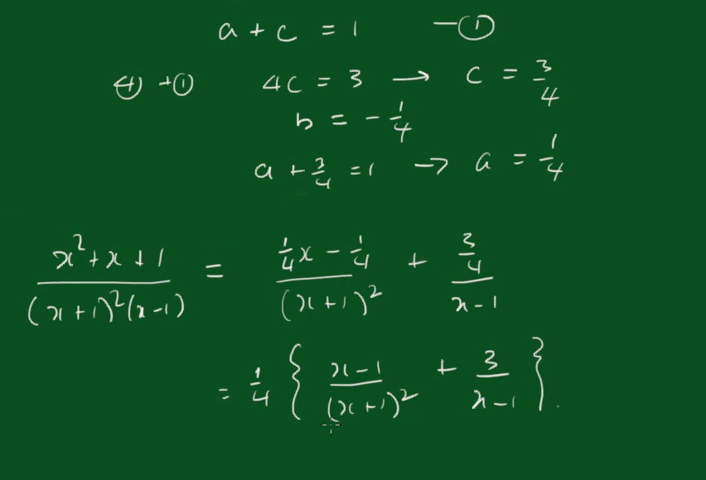 a + c = 1 —①
④ + ① 4c = 3 → c = 3/4
b = - 1/4
a + 3/4 = 1 → a = 1/4
x² + x + 1 / (x+1)²(x-1) = 1/4 x - 1/4 / (x+1)² + 3/4 / x-1
= 1/4 { x-1 / (x+1)² + 3 / x-1 } .